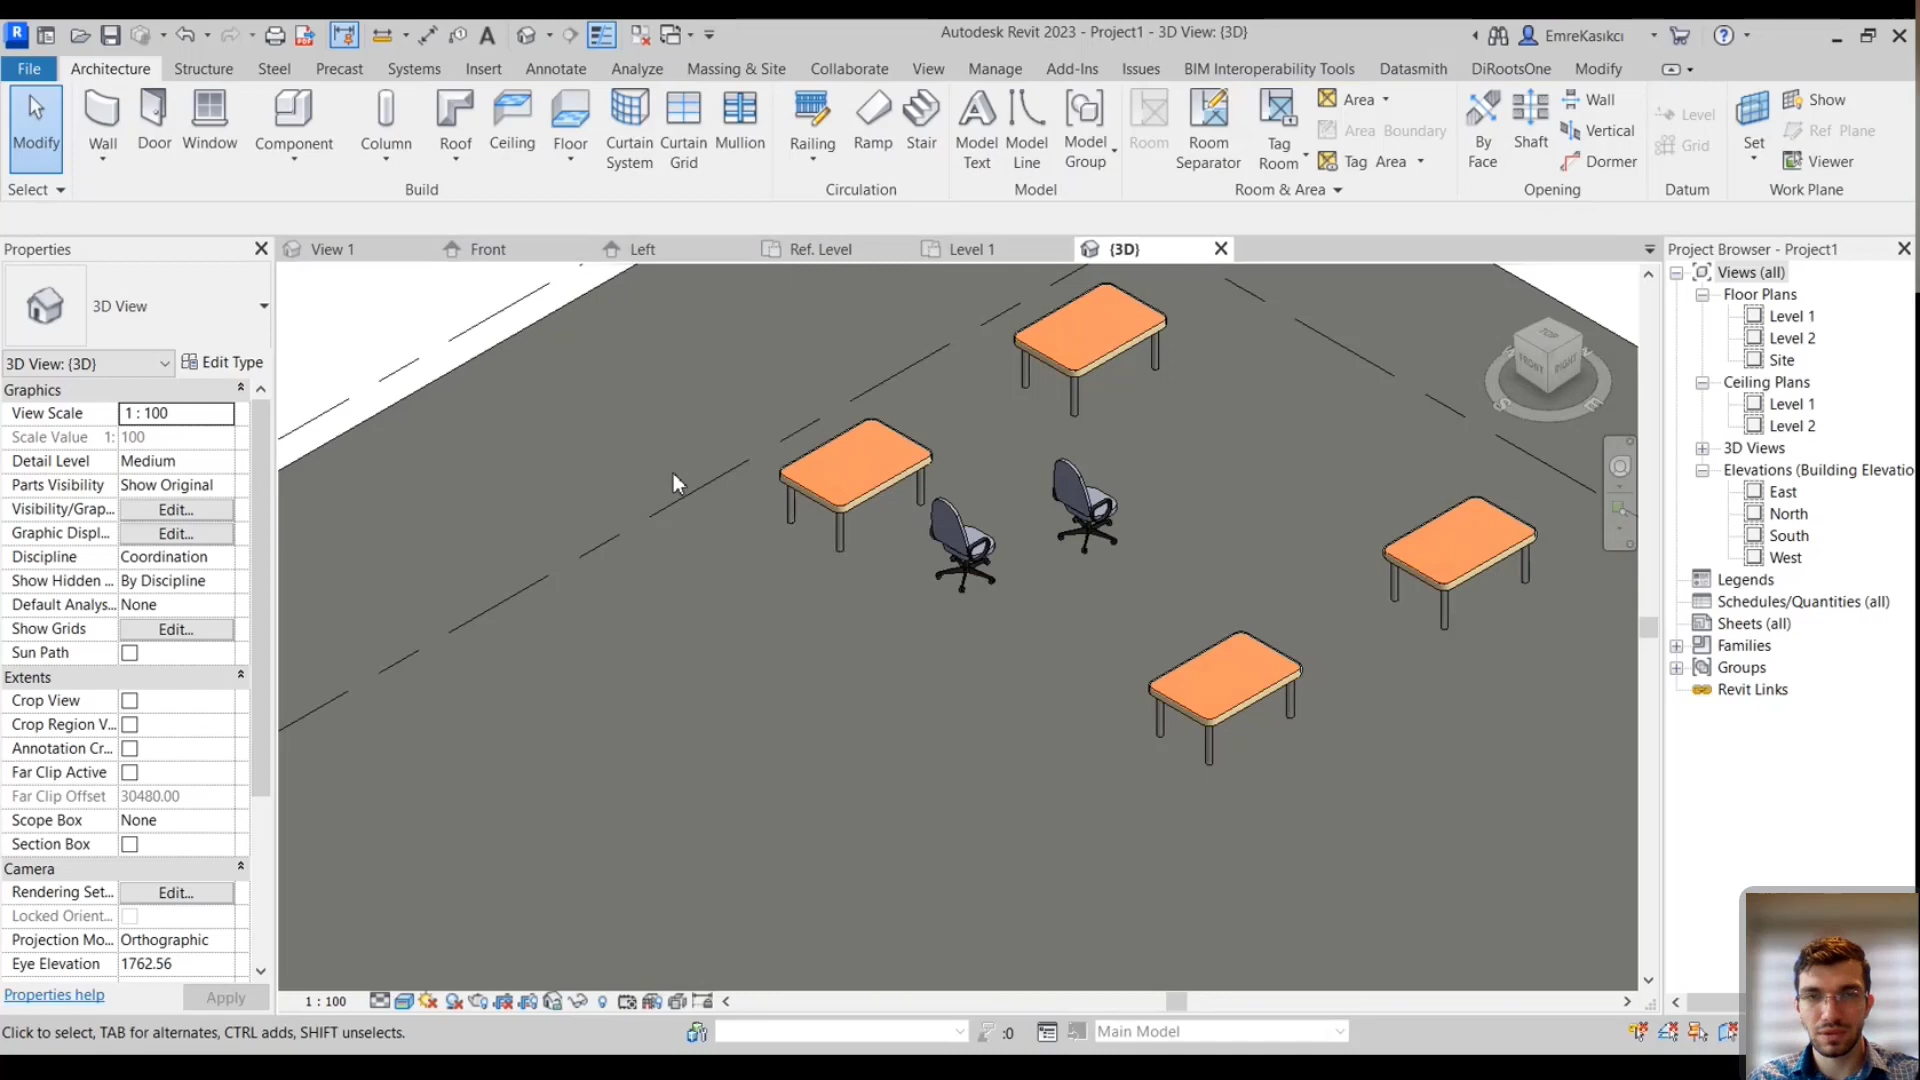 Autodesk Revit 2023 - Project1 - 3D View: {3D}
EmreKasıkcı
File Architecture Structure Steel Precast Systems Insert Annotate Analyze Massing & Site Collaborate View Manage Add-Ins Issues BIM Interoperability Tools Datasmith DiRootsOne Modify
Modify Wall Door Window Component Column Roof Ceiling Floor Curtain System Curtain Grid Mullion Railing Ramp Stair Model Text Model Line Model Group Room Room Separator Tag Room By Face Shaft Set
Area Wall Level Show
Area Boundary Vertical Grid Ref Plane
Tag Area Dormer Viewer
Select Build Circulation Model Room & Area Opening Datum Work Plane
Properties
View 1 Front Left Ref. Level Level 1 {3D}
Project Browser - Project1
3D View
3D View: {3D} Edit Type
Graphics
View Scale 1 : 100
Scale Value 1: 100
Detail Level Medium
Parts Visibility Show Original
Visibility/Grap... Edit...
Graphic Displ... Edit...
Discipline Coordination
Show Hidden ... By Discipline
Default Analys... None
Show Grids Edit...
Sun Path
Extents
Crop View
Crop Region V...
Annotation Cr...
Far Clip Active
Far Clip Offset 30480.00
Scope Box None
Section Box
Camera
Rendering Set... Edit...
Locked Orient...
Projection Mo... Orthographic
Eye Elevation 1762.56
Properties help Apply
TOP
FRONT RIGHT
S E
Views (all)
Floor Plans
Level 1
Level 2
Site
Ceiling Plans
Level 1
Level 2
3D Views
Elevations (Building Elevatio
East
North
South
West
Legends
Schedules/Quantities (all)
Sheets (all)
Families
Groups
Revit Links
1 : 100
Click to select, TAB for alternates, CTRL adds, SHIFT unselects.
:0
Main Model